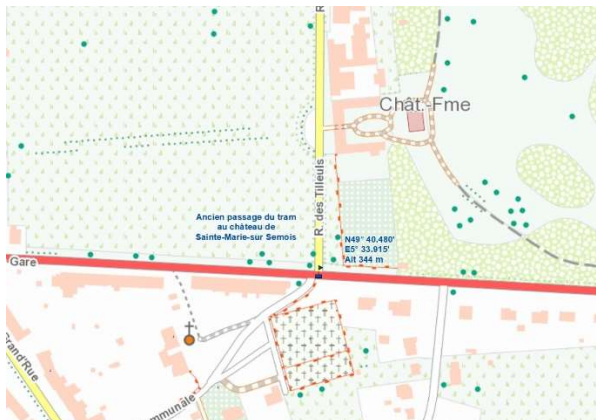 Chât.-Fme
R. des Tilleuls
Ancien passage du tram
au château de
Sainte-Marie-sur Semois
N49° 40.480'
E5° 33.915'
Alt 344 m
Gare
Grand'Rue
ommunale
R